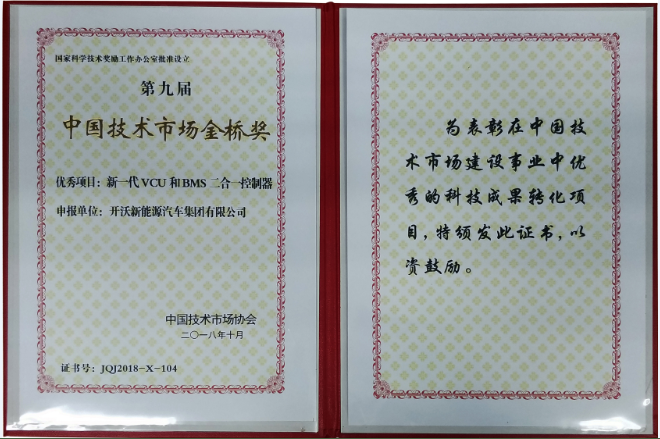 国家科学技术奖励工作办公室批准设立
第九届
中国技术市场金桥奖
优秀项目：新一代VCU和BMS二合一控制器
申报单位：开沃新能源汽车集团有限公司
中国技术市场协会
二〇一八年十月
证书号：JQJ2018-X-104
为表彰在中国技
术市场建设事业中优
秀的科技成果转化项
目，特颁发此证书，以
资鼓励。